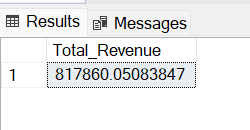 Results Messages
Total_Revenue
1 817860.05083847